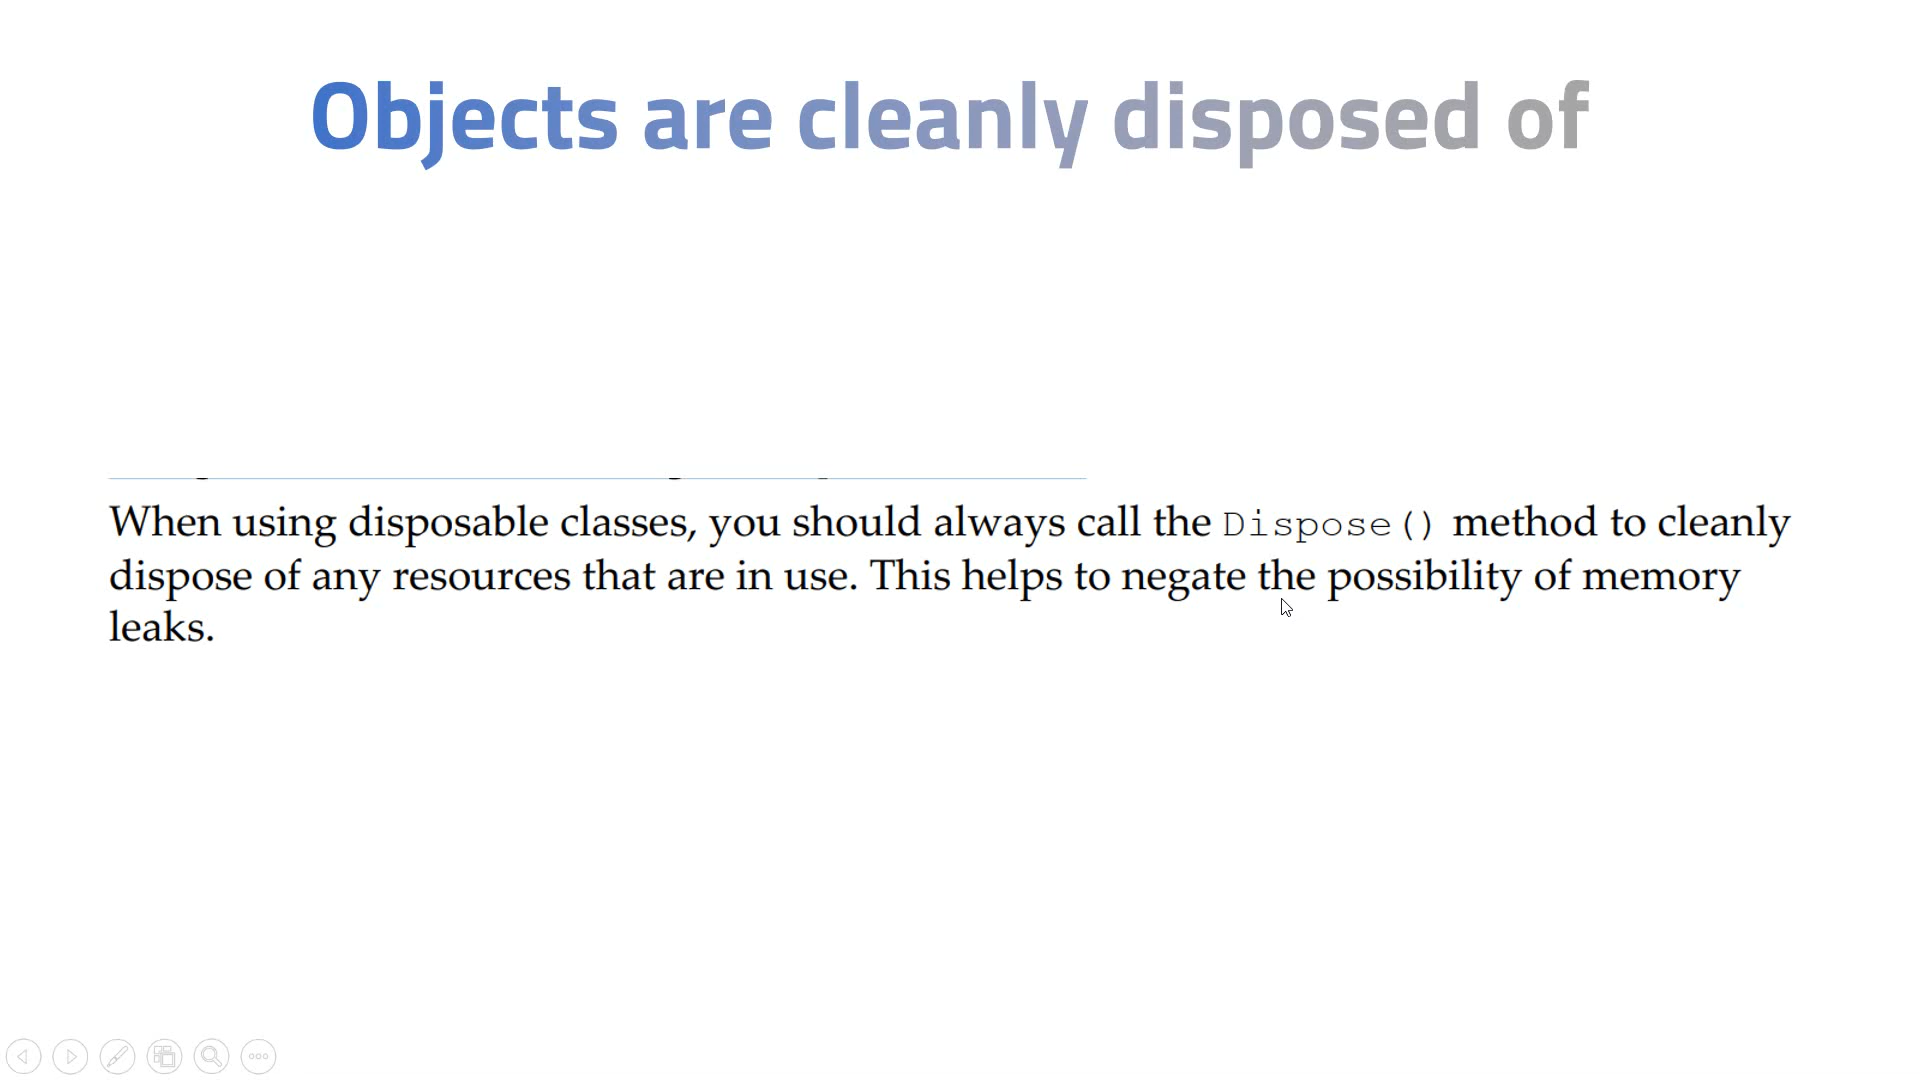 Objects are cleanly disposed of
When using disposable classes, you should always call the Dispose() method to cleanly
dispose of any resources that are in use. This helps to negate the possibility of memory
leaks.